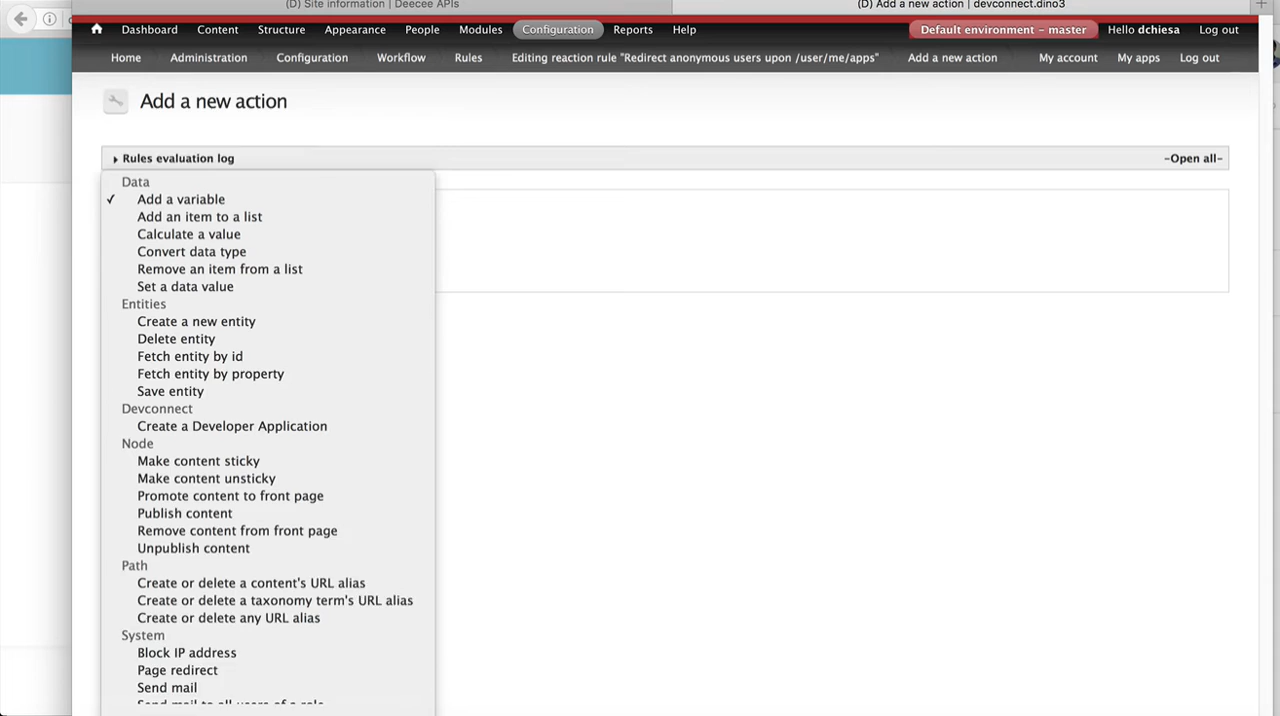 (D) Site information | Deecee APIs
(D) Add a new action | devconnect.dino3
Dashboard Content Structure Appearance People Modules Configuration Reports Help Default environment - master Hello dchiesa Log out
Home Administration Configuration Workflow Rules Editing reaction rule "Redirect anonymous users upon /user/me/apps" Add a new action My account My apps Log out
Add a new action
Rules evaluation log -Open all-
Data
Add a variable
Add an item to a list
Calculate a value
Convert data type
Remove an item from a list
Set a data value
Entities
Create a new entity
Delete entity
Fetch entity by id
Fetch entity by property
Save entity
Devconnect
Create a Developer Application
Node
Make content sticky
Make content unsticky
Promote content to front page
Publish content
Remove content from front page
Unpublish content
Path
Create or delete a content's URL alias
Create or delete a taxonomy term's URL alias
Create or delete any URL alias
System
Block IP address
Page redirect
Send mail
Send mail to all users of a role